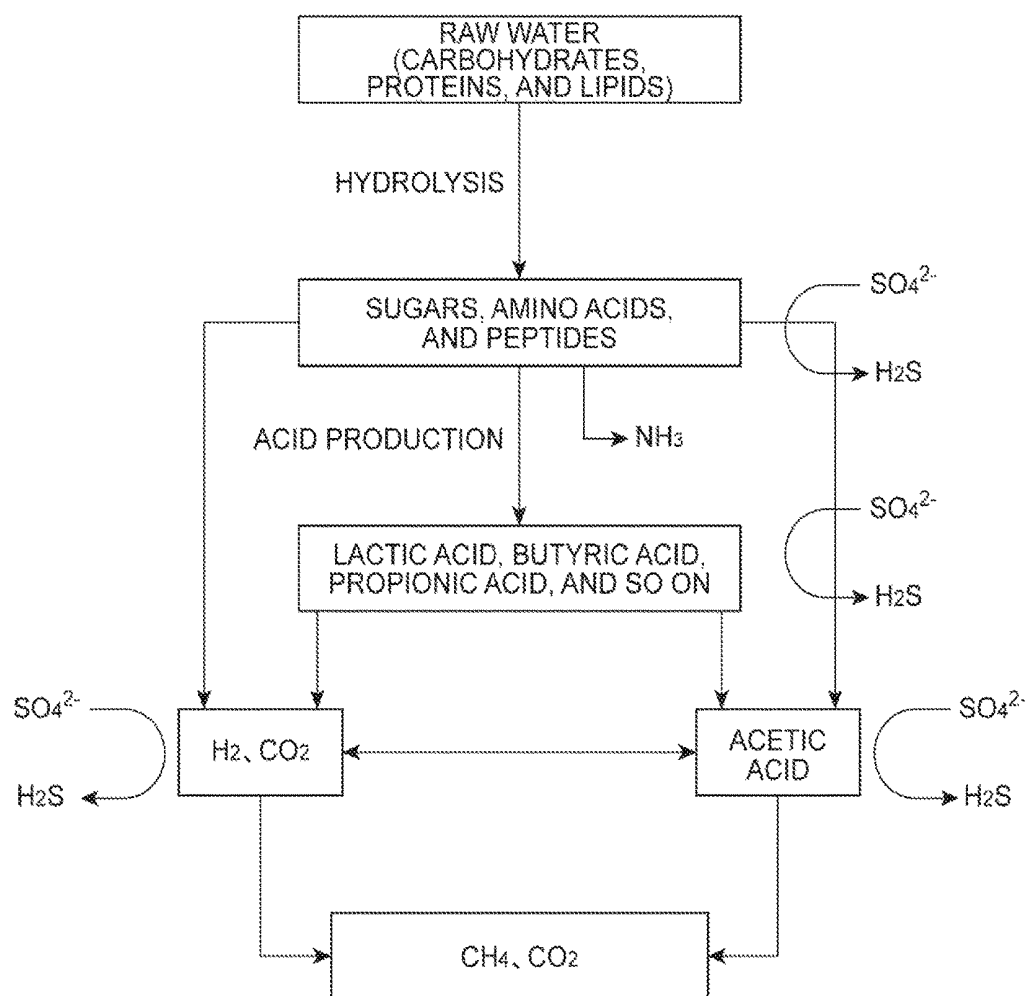 RAW WATER
(CARBOHYDRATES,
PROTEINS, AND LIPIDS)
HYDROLYSIS
SUGARS, AMINO ACIDS,
AND PEPTIDES
SO₄²⁻
H₂S
ACID PRODUCTION
NH₃
LACTIC ACID, BUTYRIC ACID,
PROPIONIC ACID, AND SO ON
SO₄²⁻
H₂S
SO₄²⁻
H₂S
H₂、CO₂
ACETIC
ACID
SO₄²⁻
H₂S
CH₄、CO₂